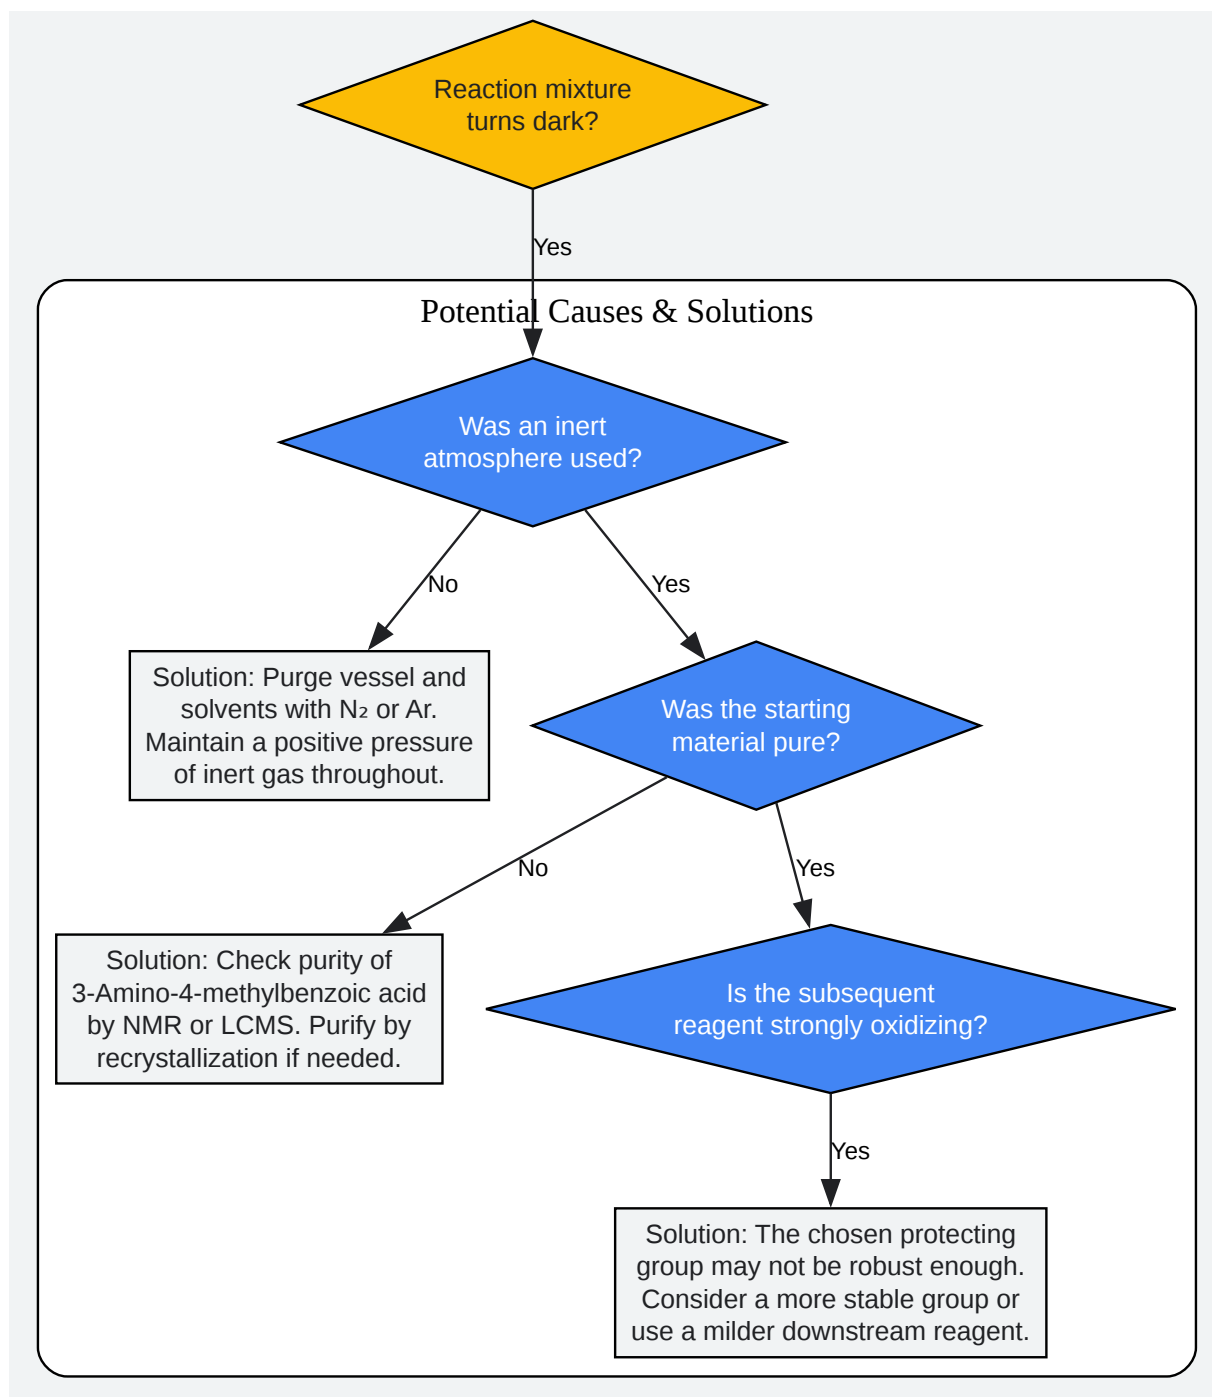 Reaction mixture
turns dark?
Yes
Potential Causes & Solutions
Was an inert
atmosphere used?
No
Yes
Solution: Purge vessel and
solvents with N₂ or Ar.
Maintain a positive pressure
of inert gas throughout.
Was the starting
material pure?
No
Yes
Solution: Check purity of
3-Amino-4-methylbenzoic acid
by NMR or LCMS. Purify by
recrystallization if needed.
Is the subsequent
reagent strongly oxidizing?
Yes
Solution: The chosen protecting
group may not be robust enough.
Consider a more stable group or
use a milder downstream reagent.